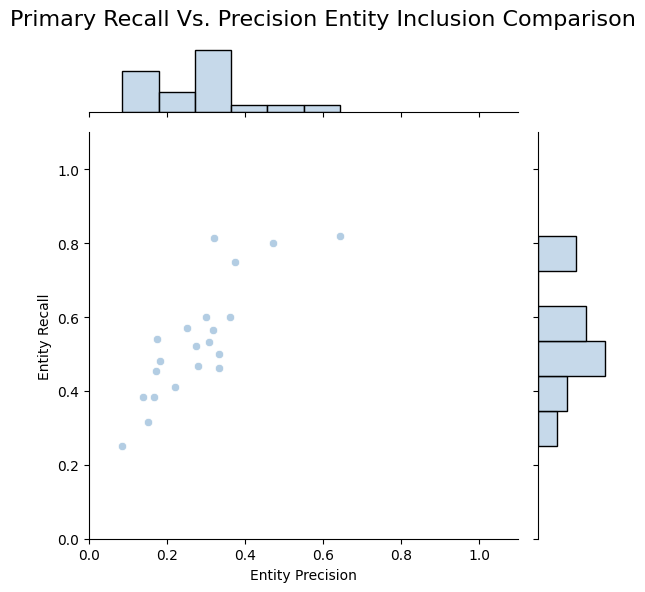 Primary Recall Vs. Precision Entity Inclusion Comparison
1.0
0.8
0.6
0.4
0.2
0.0
Entity Recall
0.0 0.2 0.4 0.6 0.8 1.0
Entity Precision